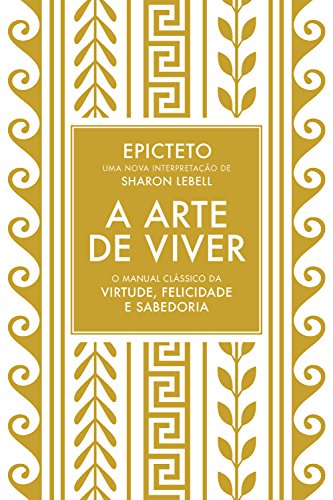 EPICTETO
UMA NOVA INTERPRETAÇÃO DE
SHARON LEBELL
A ARTE
DE VIVER
O MANUAL CLÁSSICO DA
VIRTUDE, FELICIDADE
E SABEDORIA